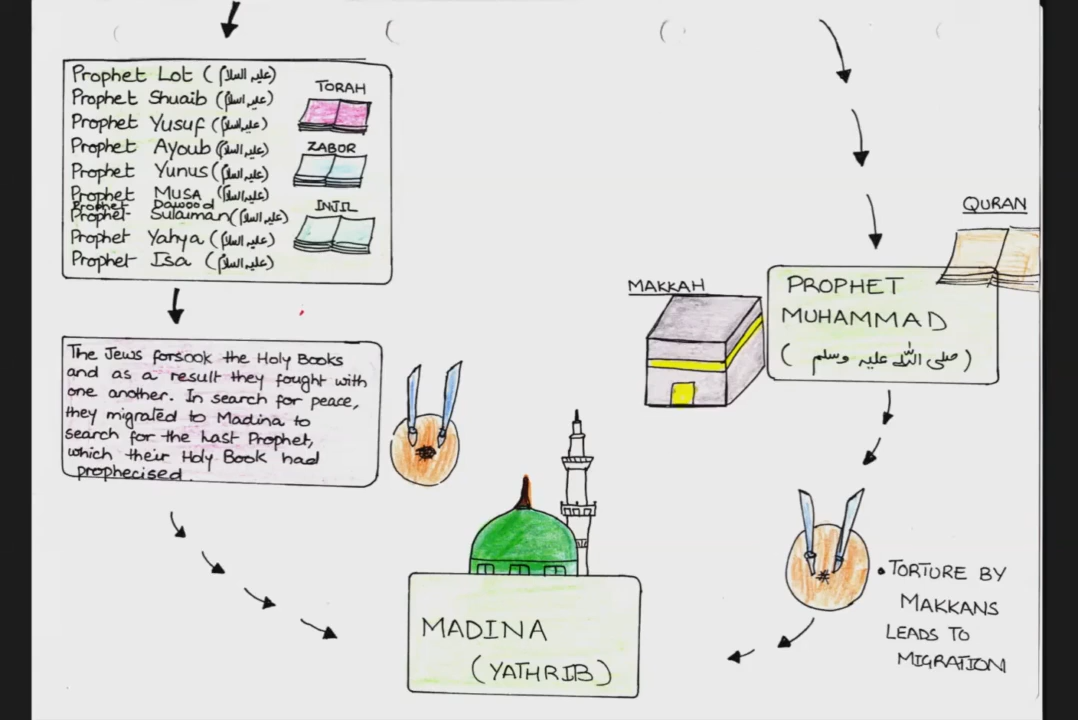 Prophet Lot (عليه السلام)
Prophet Shuaib (عليه السلام)
Prophet Yusuf (عليه السلام)
Prophet Ayoub (عليه السلام)
Prophet Yunus (عليه السلام)
Prophet Musa (عليه السلام)
Prophet Dawood
Prophet Sulaiman (عليه السلام)
Prophet Yahya (عليه السلام)
Prophet Isa (عليه السلام)
TORAH
ZABOR
INJIL
The Jews forsook the Holy Books
and as a result they fought with
one another. In search for peace,
they migrated to Madina to
search for the Last Prophet,
which their Holy Book had
prophecised.
QURAN
MAKKAH
PROPHET
MUHAMMAD
(صلى الله عليه وسلم)
• TORTURE BY
MAKKANS
LEADS TO
MIGRATION
MADINA
(YATHRIB)